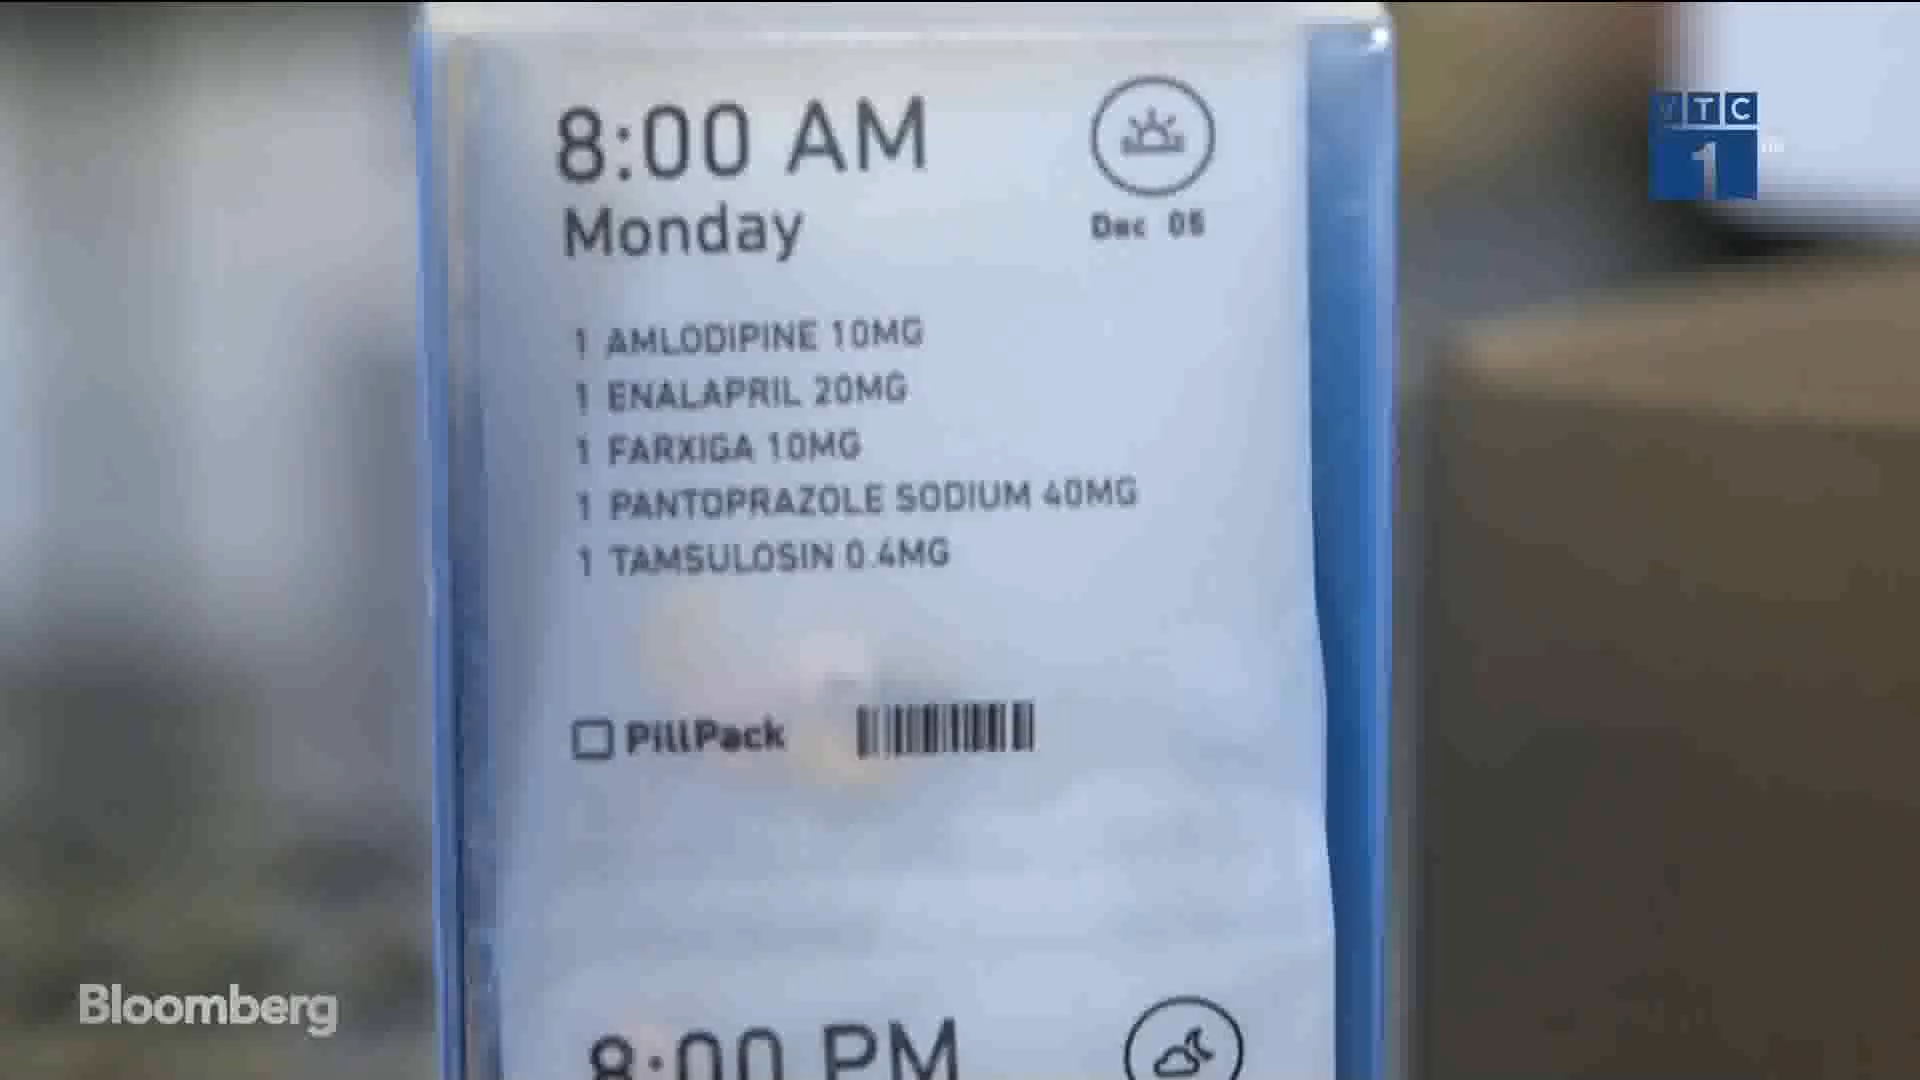 8:00 AM
Monday
Dec 05
1 AMLODIPINE 10MG
1 ENALAPRIL 20MG
1 FARXIGA 10MG
1 PANTOPRAZOLE SODIUM 40MG
1 TAMSULOSIN 0.4MG
PillPack
8:00 PM
VTC
1
Bloomberg